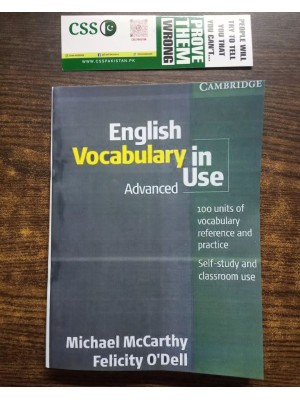 CSS
WWW.CSSPAKISTAN.PK
PROVE
THEM
WRONG
PEOPLE WILL
TRY TO TELL
YOU THAT
YOU CAN'T...
CAMBRIDGE
English
Vocabulary in
Advanced Use
100 units of
vocabulary
reference and
practice
Self-study and
classroom use
Michael McCarthy
Felicity O'Dell